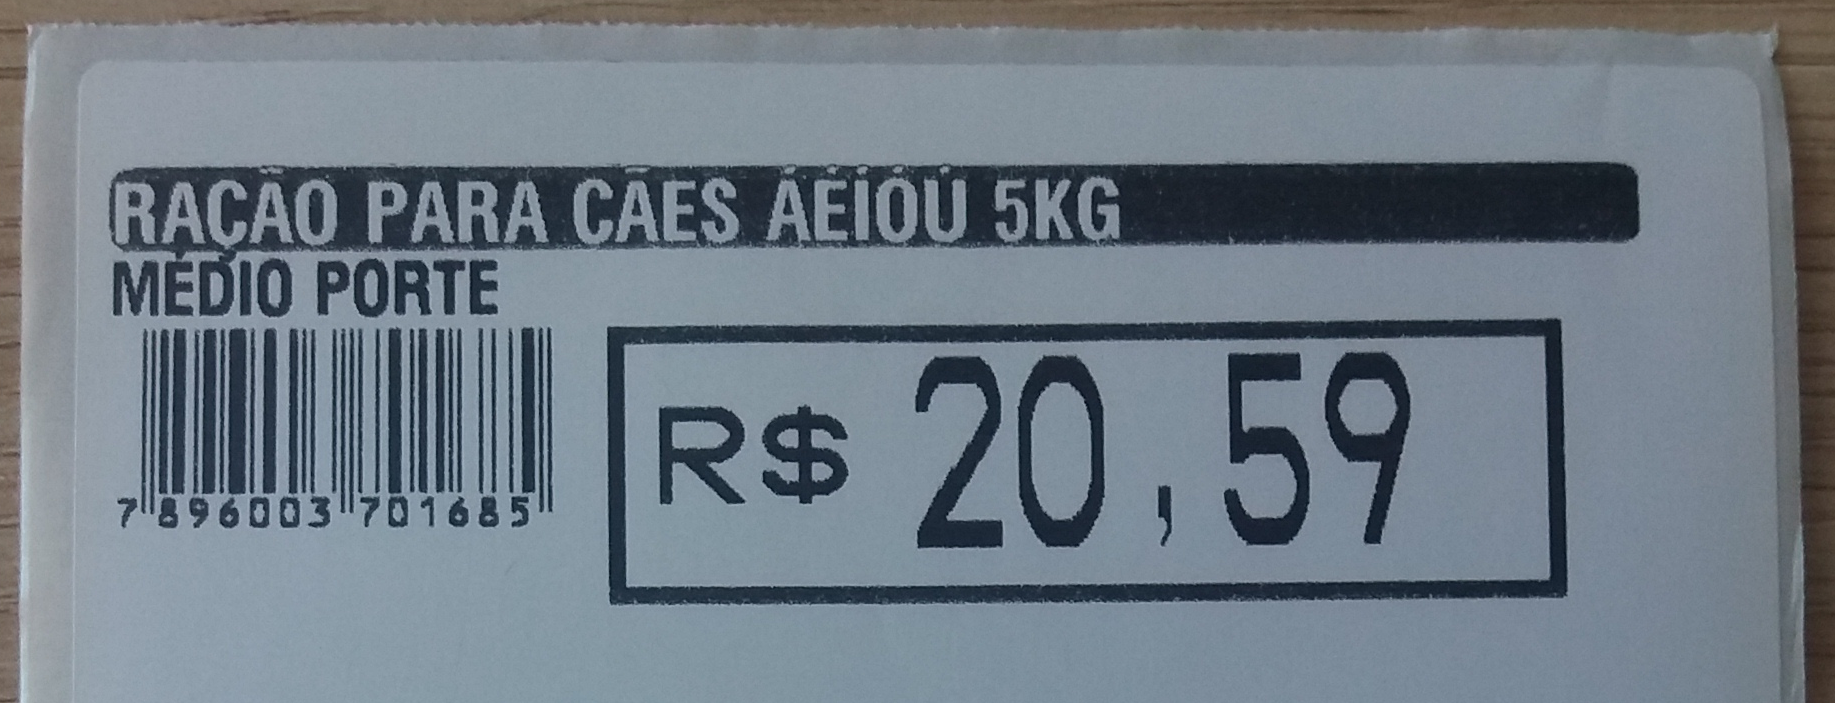 RAÇÃO PARA CÃES ÁÉÍÓÚ 5KG
MÉDIO PORTE
7 896003 701685
R$ 20,59